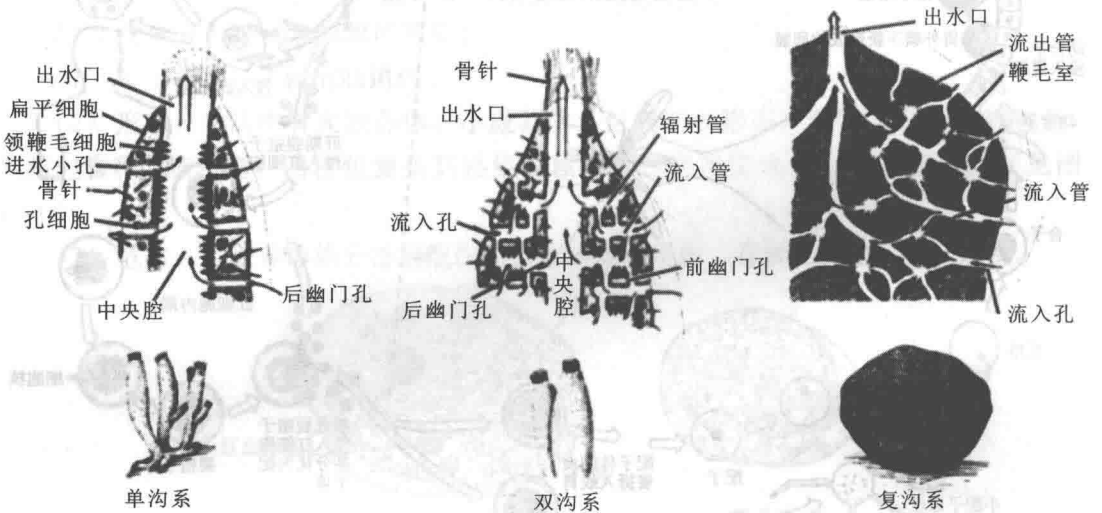 出水口
扁平细胞
领鞭毛细胞
进水小孔
骨针
孔细胞
中央腔
后幽门孔
单沟系
骨针
出水口
辐射管
流入管
流入孔
中央腔
前幽门孔
后幽门孔
双沟系
出水口
流出管
鞭毛室
流入管
流入孔
复沟系